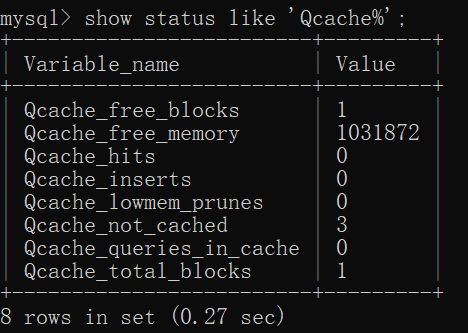 mysql> show status like 'Qcache%';
+-------------------------+---------+
| Variable_name           | Value   |
+-------------------------+---------+
| Qcache_free_blocks      | 1       |
| Qcache_free_memory      | 1031872 |
| Qcache_hits             | 0       |
| Qcache_inserts          | 0       |
| Qcache_lowmem_prunes    | 0       |
| Qcache_not_cached       | 3       |
| Qcache_queries_in_cache | 0       |
| Qcache_total_blocks     | 1       |
+-------------------------+---------+
8 rows in set (0.27 sec)